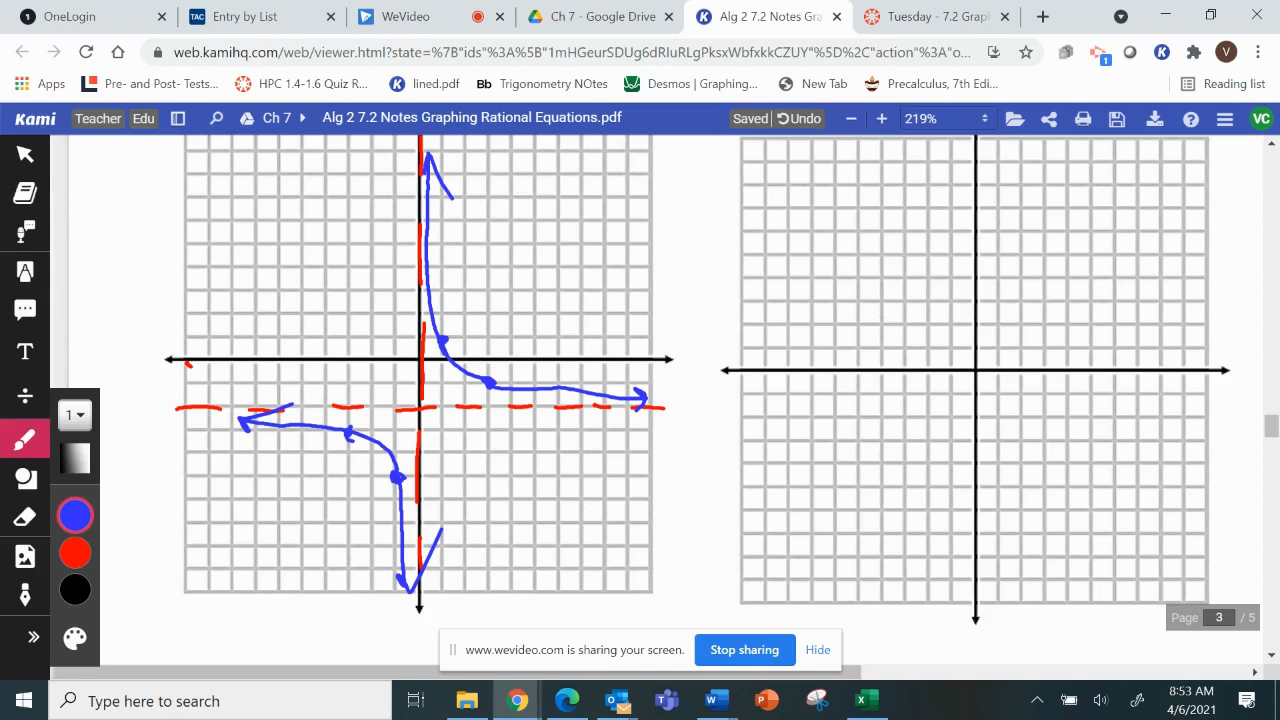 OneLogin
Entry by List
WeVideo
Ch 7 - Google Drive
Alg 2 7.2 Notes Gra
Tuesday - 7.2 Grap
web.kamihq.com/web/viewer.html?state=%7B"ids"%3A%5B"1mHGeurSDUg6dRIuRLgPksxWbfxkkCZUY"%5D%2C"action"%3A"o...
V
Apps
Pre- and Post- Tests...
HPC 1.4-1.6 Quiz R...
lined.pdf
Trigonometry NOtes
Desmos | Graphing...
New Tab
Precalculus, 7th Edi...
Reading list
Kami
Teacher
Edu
Ch 7
Alg 2 7.2 Notes Graphing Rational Equations.pdf
Saved
Undo
219%
VC
1
Page 3 / 5
www.wevideo.com is sharing your screen.
Stop sharing
Hide
Type here to search
8:53 AM
4/6/2021